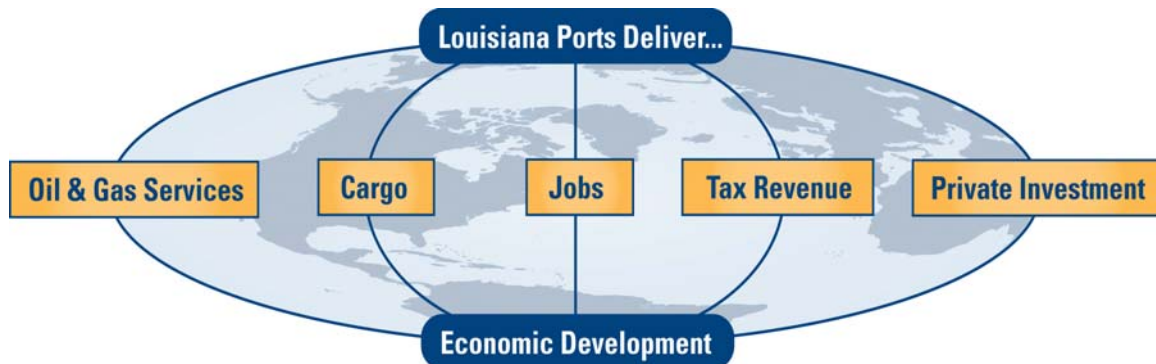 Louisiana Ports Deliver...
Oil & Gas Services
Cargo
Jobs
Tax Revenue
Private Investment
Economic Development